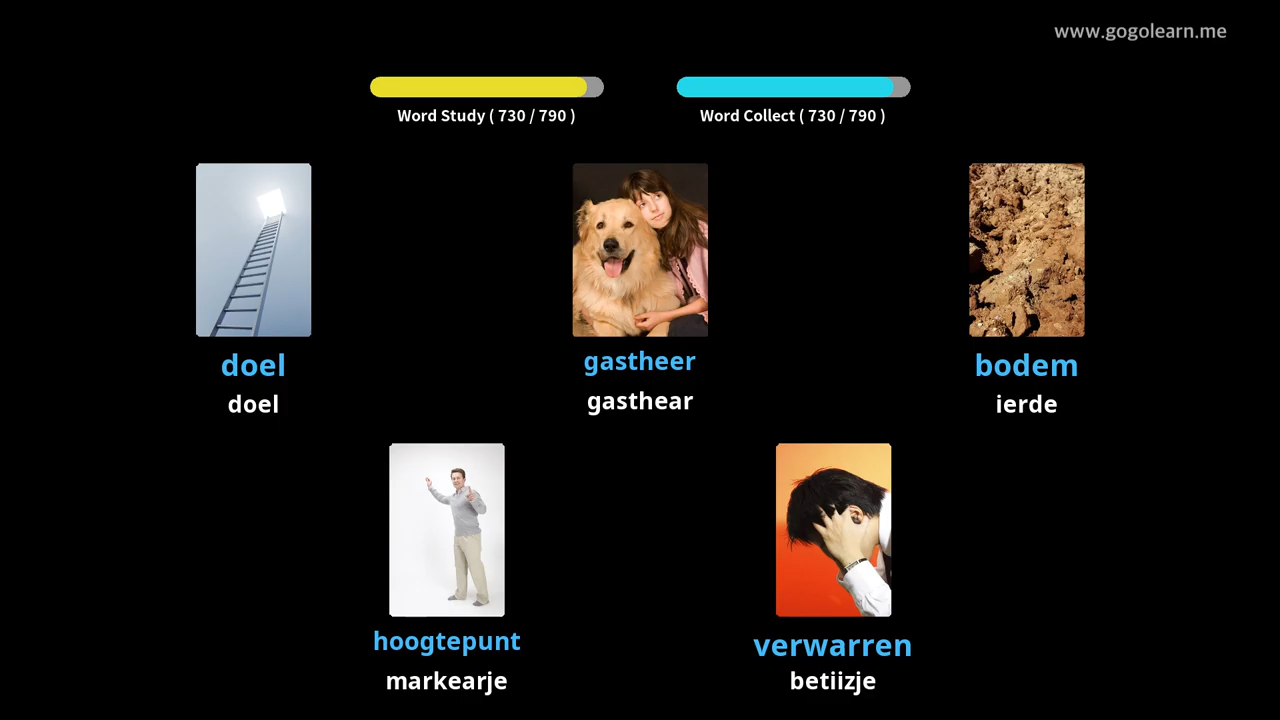 www.gogolearn.me
Word Study ( 730 / 790 )
Word Collect ( 730 / 790 )
doel
doel
gastheer
gasthear
bodem
ierde
hoogtepunt
markearje
verwarren
betiizje